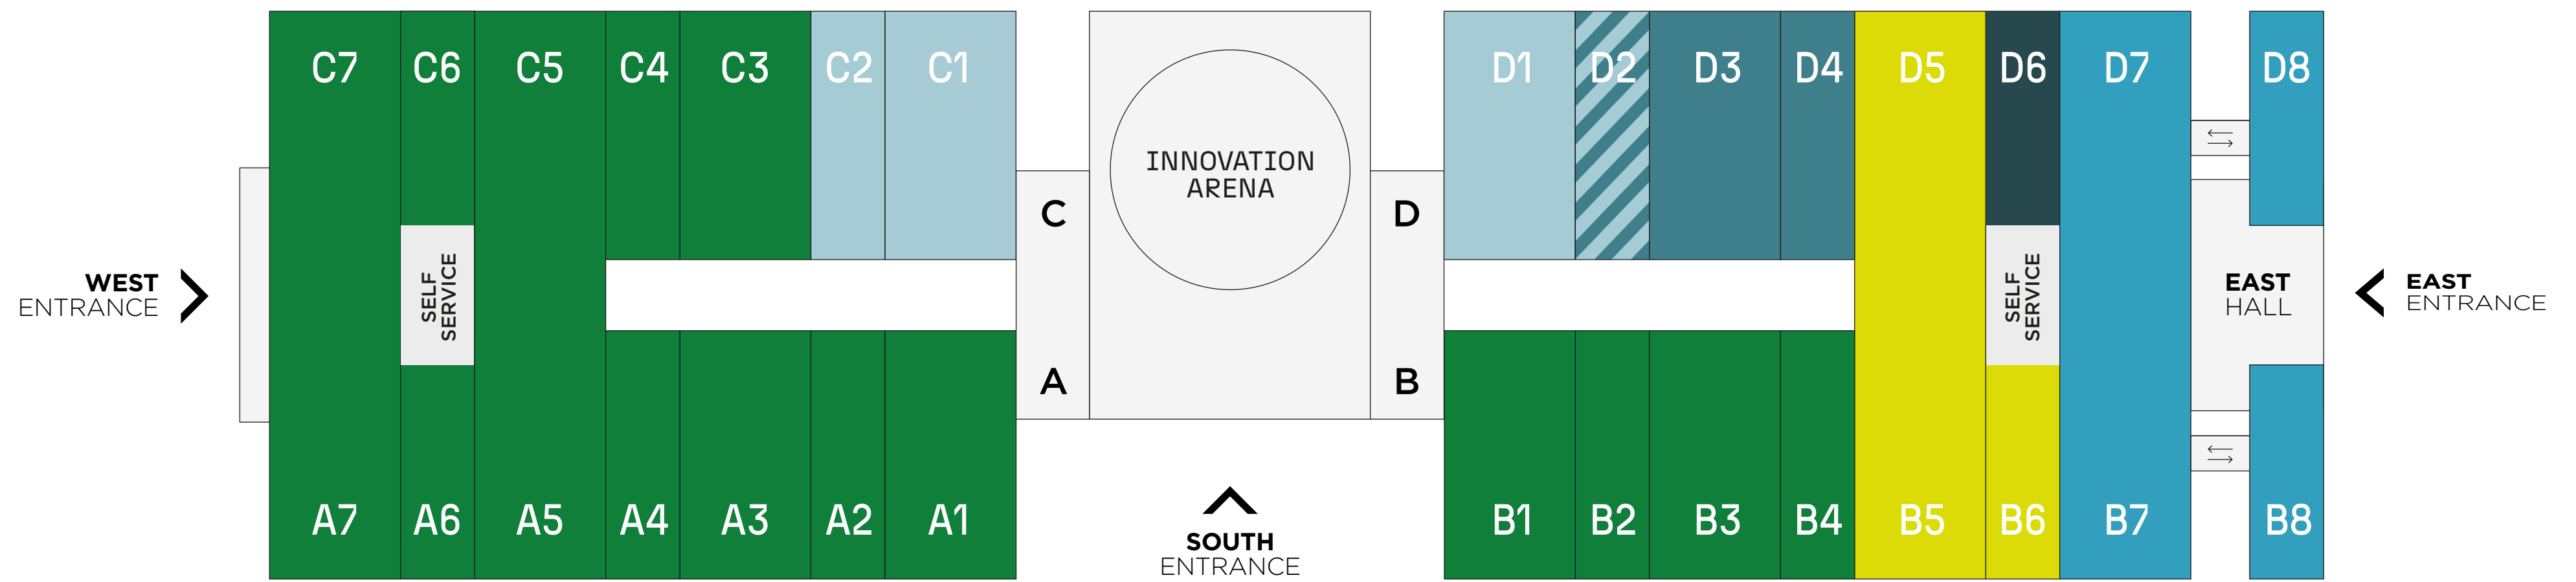 C7 C6 C5 C4 C3 C2 C1
D1 D2 D3 D4 D5 D6 D7 D8
INNOVATION
ARENA
C
D
WEST
ENTRANCE
SELF
SERVICE
SELF
SERVICE
EAST
HALL
EAST
ENTRANCE
A
B
A7 A6 A5 A4 A3 A2 A1
B1 B2 B3 B4 B5 B6 B7 B8
SOUTH
ENTRANCE